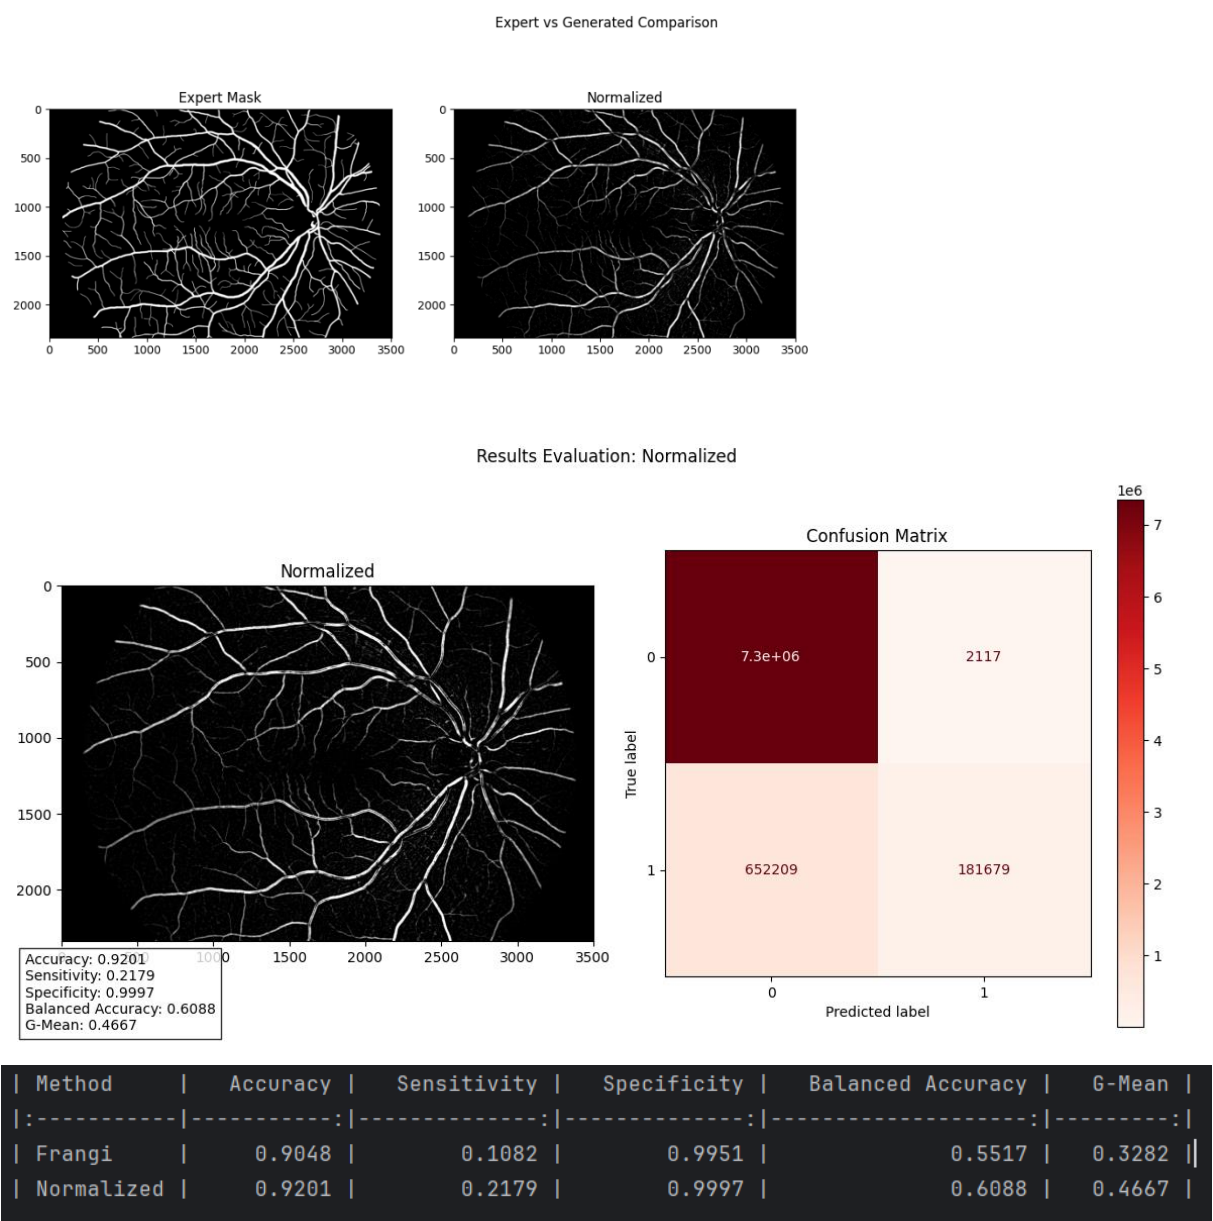 Expert vs Generated Comparison
Expert Mask
Normalized
0
500
1000
1500
2000
0 500 1000 1500 2000 2500 3000 3500
0
500
1000
1500
2000
0 500 1000 1500 2000 2500 3000 3500
Results Evaluation: Normalized
Normalized
0
500
1000
1500
2000
1000 1500 2000 2500 3000 3500
Accuracy: 0.9201
Sensitivity: 0.2179
Specificity: 0.9997
Balanced Accuracy: 0.6088
G-Mean: 0.4667
Confusion Matrix
True label
0
7.3e+06 2117
1
652209 181679
0 1
Predicted label
1e6
7
6
5
4
3
2
1
| Method | Accuracy | Sensitivity | Specificity | Balanced Accuracy | G-Mean |
|:-----------|-----------:|--------------:|--------------:|---------------------:|---------:|
| Frangi | 0.9048 | 0.1082 | 0.9951 | 0.5517 | 0.3282 |
| Normalized | 0.9201 | 0.2179 | 0.9997 | 0.6088 | 0.4667 |